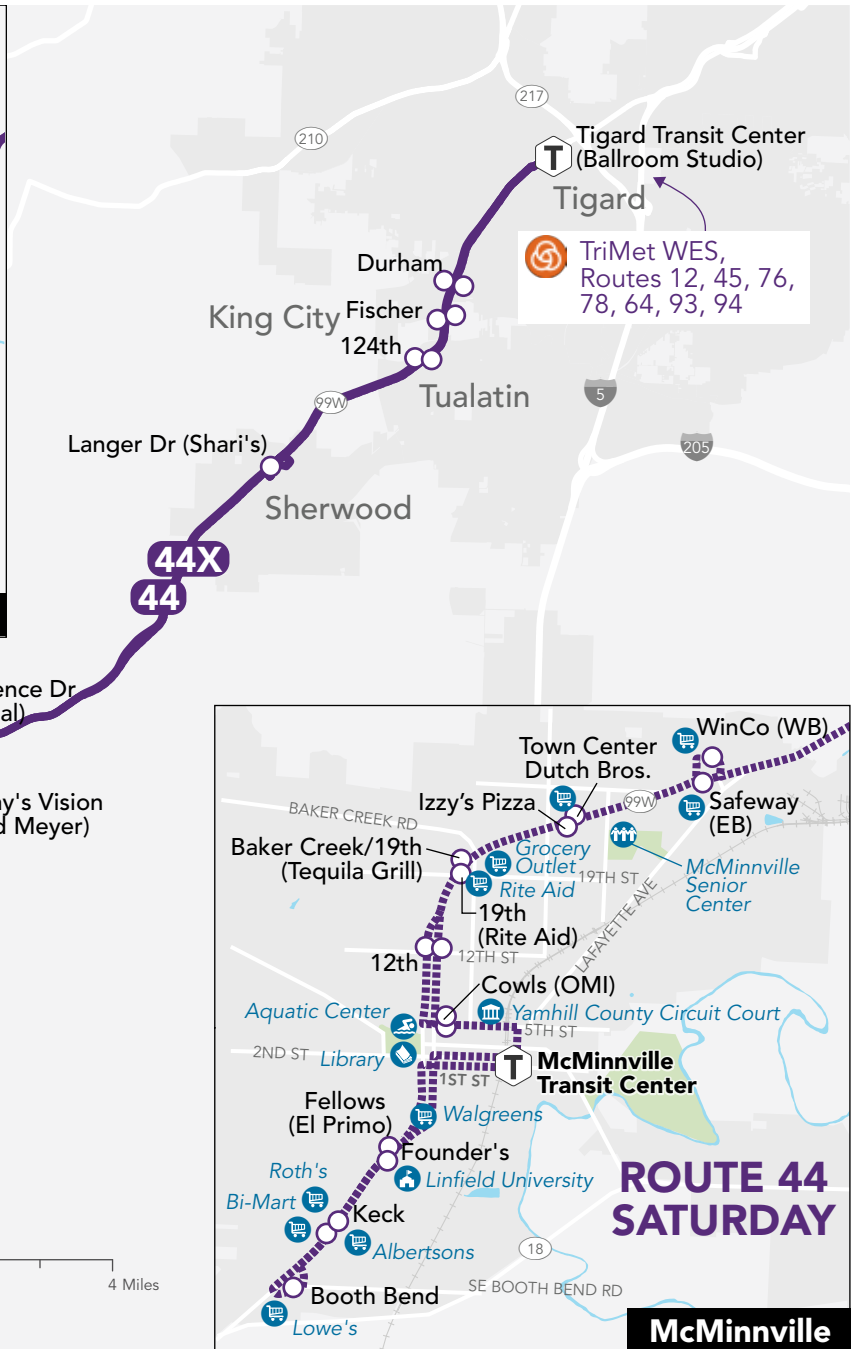 217
210
Tigard Transit Center
(Ballroom Studio)
T
Tigard
TriMet WES,
Routes 12, 45, 76,
78, 64, 93, 94
Durham
King City
Fischer
124th
Tualatin
99W
5
Langer Dr (Shari's)
205
Sherwood
44X
44
ence Dr
al)
y's Vision
d Meyer)
4 Miles
WinCo (WB)
Town Center
Dutch Bros.
Izzy's Pizza
99W
Safeway
(EB)
BAKER CREEK RD
Baker Creek/19th
(Tequila Grill)
Grocery
Outlet
Rite Aid
19TH ST
McMinnville
Senior
Center
19th
(Rite Aid)
LAFAYETTE AVE
12th
12TH ST
Cowls (OMI)
Aquatic Center
Yamhill County Circuit Court
5TH ST
2ND ST
Library
T
McMinnville
Transit Center
1ST ST
Fellows
(El Primo)
Walgreens
Founder's
Linfield University
ROUTE 44
SATURDAY
Roth's
Bi-Mart
Keck
Albertsons
18
SE BOOTH BEND RD
Booth Bend
Lowe's
McMinnville